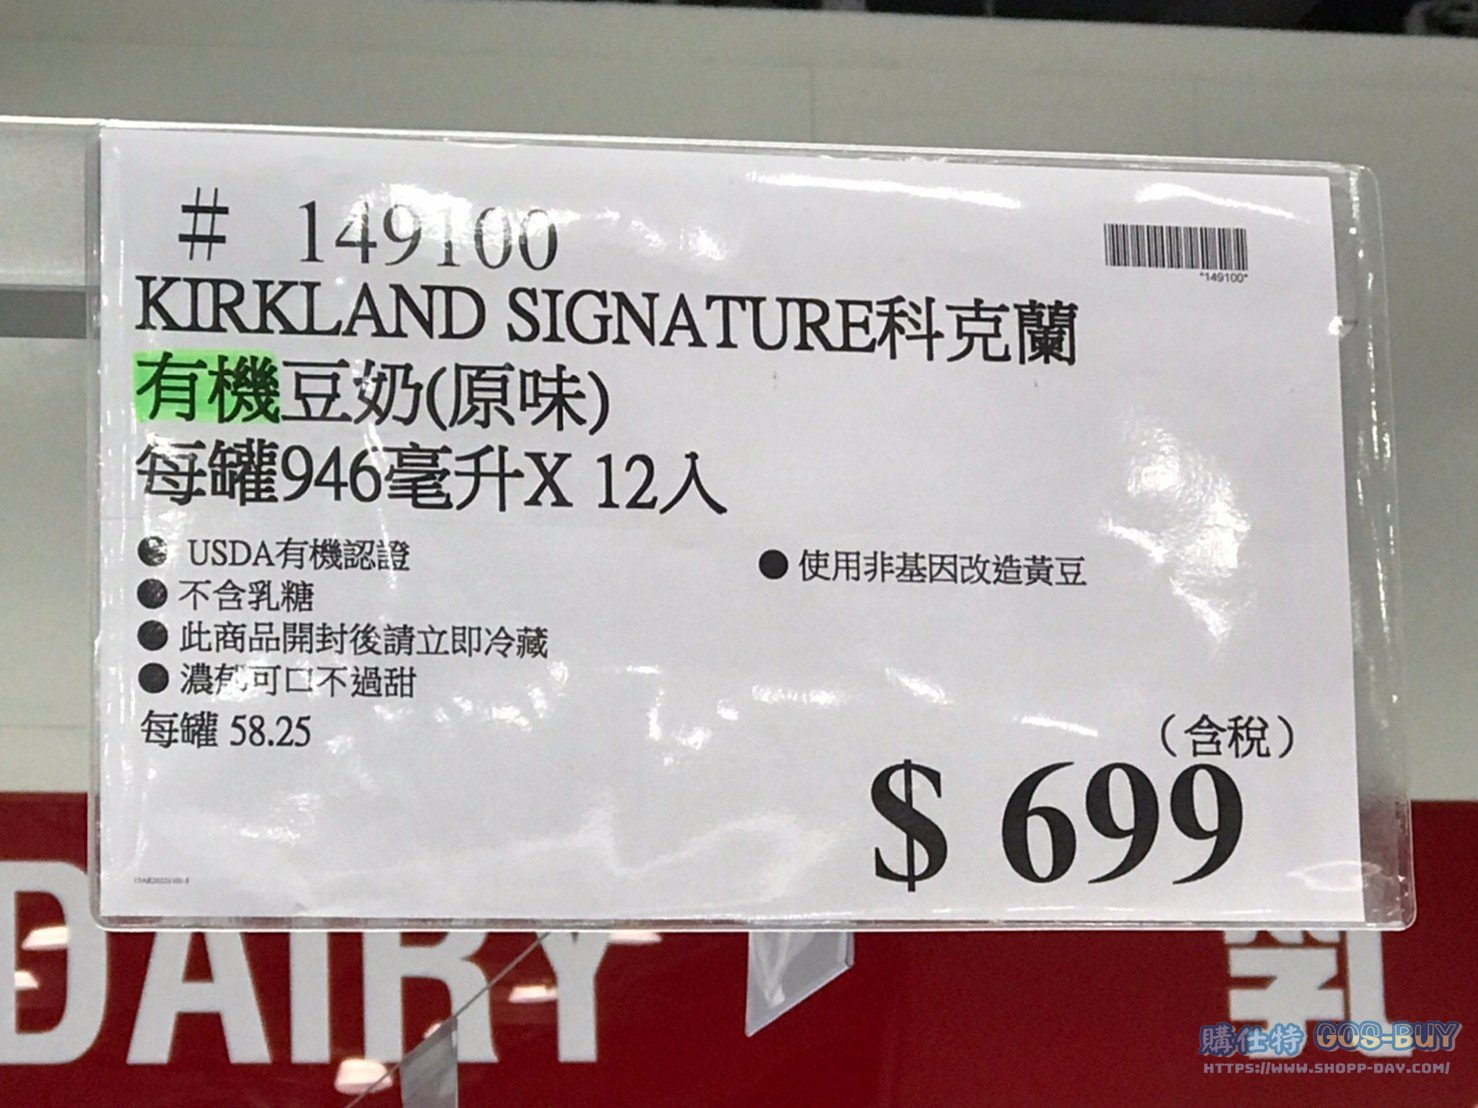 # 149100
*149100*
KIRKLAND SIGNATURE科克蘭
有機豆奶(原味)
每罐946毫升X 12入
● USDA有機認證
● 使用非基因改造黃豆
● 不含乳糖
● 此商品開封後請立即冷藏
● 濃郁可口不過甜
每罐 58.25
（含稅）
$ 699
DAIRY
乳
購仕特 GOS-BUY
HTTPS://WWW.SHOPP-DAY.COM/